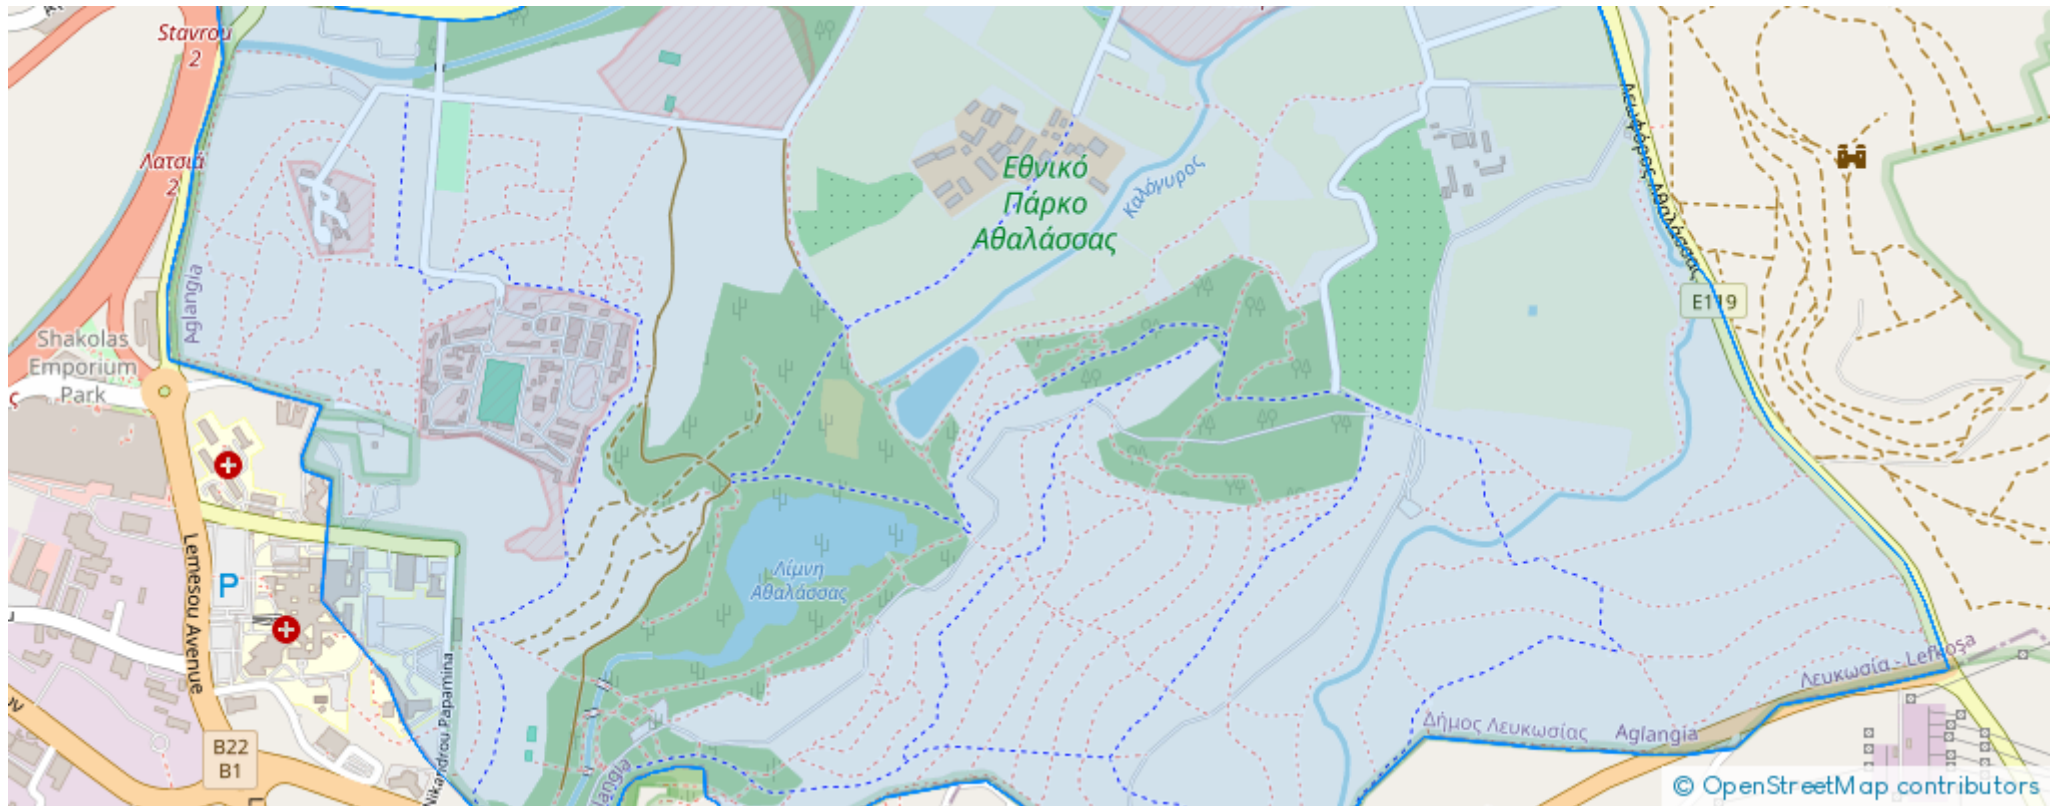 Stavrou
2
Λατσιά
2
Aglangia
Shakolas
Emporium
Park
ς
P
Lemesou Avenue
B22
B1
Nikandrou Papamina
Εθνικό
Πάρκο
Αθαλάσσας
Καλόγυρος
Λίμνη
Αθαλάσσας
Λεωφόρος Αθαλάσσας
E119
Λευκωσία - Lefkoşa
Δήμος Λευκωσίας
Aglangia
© OpenStreetMap contributors